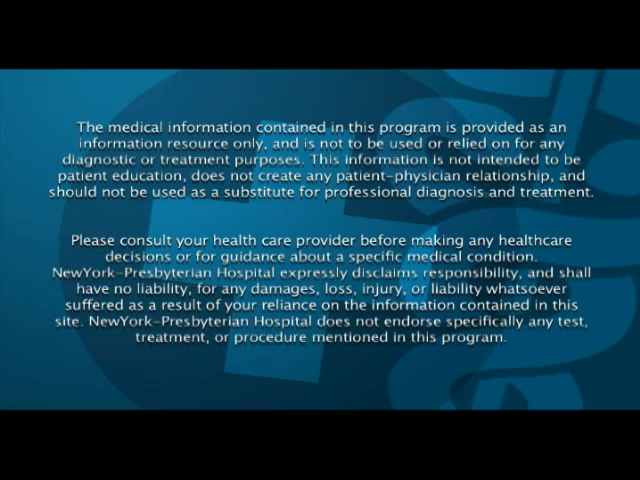 The medical information contained in this program is provided as an
information resource only, and is not to be used or relied on for any
diagnostic or treatment purposes. This information is not intended to be
patient education, does not create any patient-physician relationship, and
should not be used as a substitute for professional diagnosis and treatment.
Please consult your health care provider before making any healthcare
decisions or for guidance about a specific medical condition.
NewYork-Presbyterian Hospital expressly disclaims responsibility, and shall
have no liability, for any damages, loss, injury, or liability whatsoever
suffered as a result of your reliance on the information contained in this
site. NewYork-Presbyterian Hospital does not endorse specifically any test,
treatment, or procedure mentioned in this program.